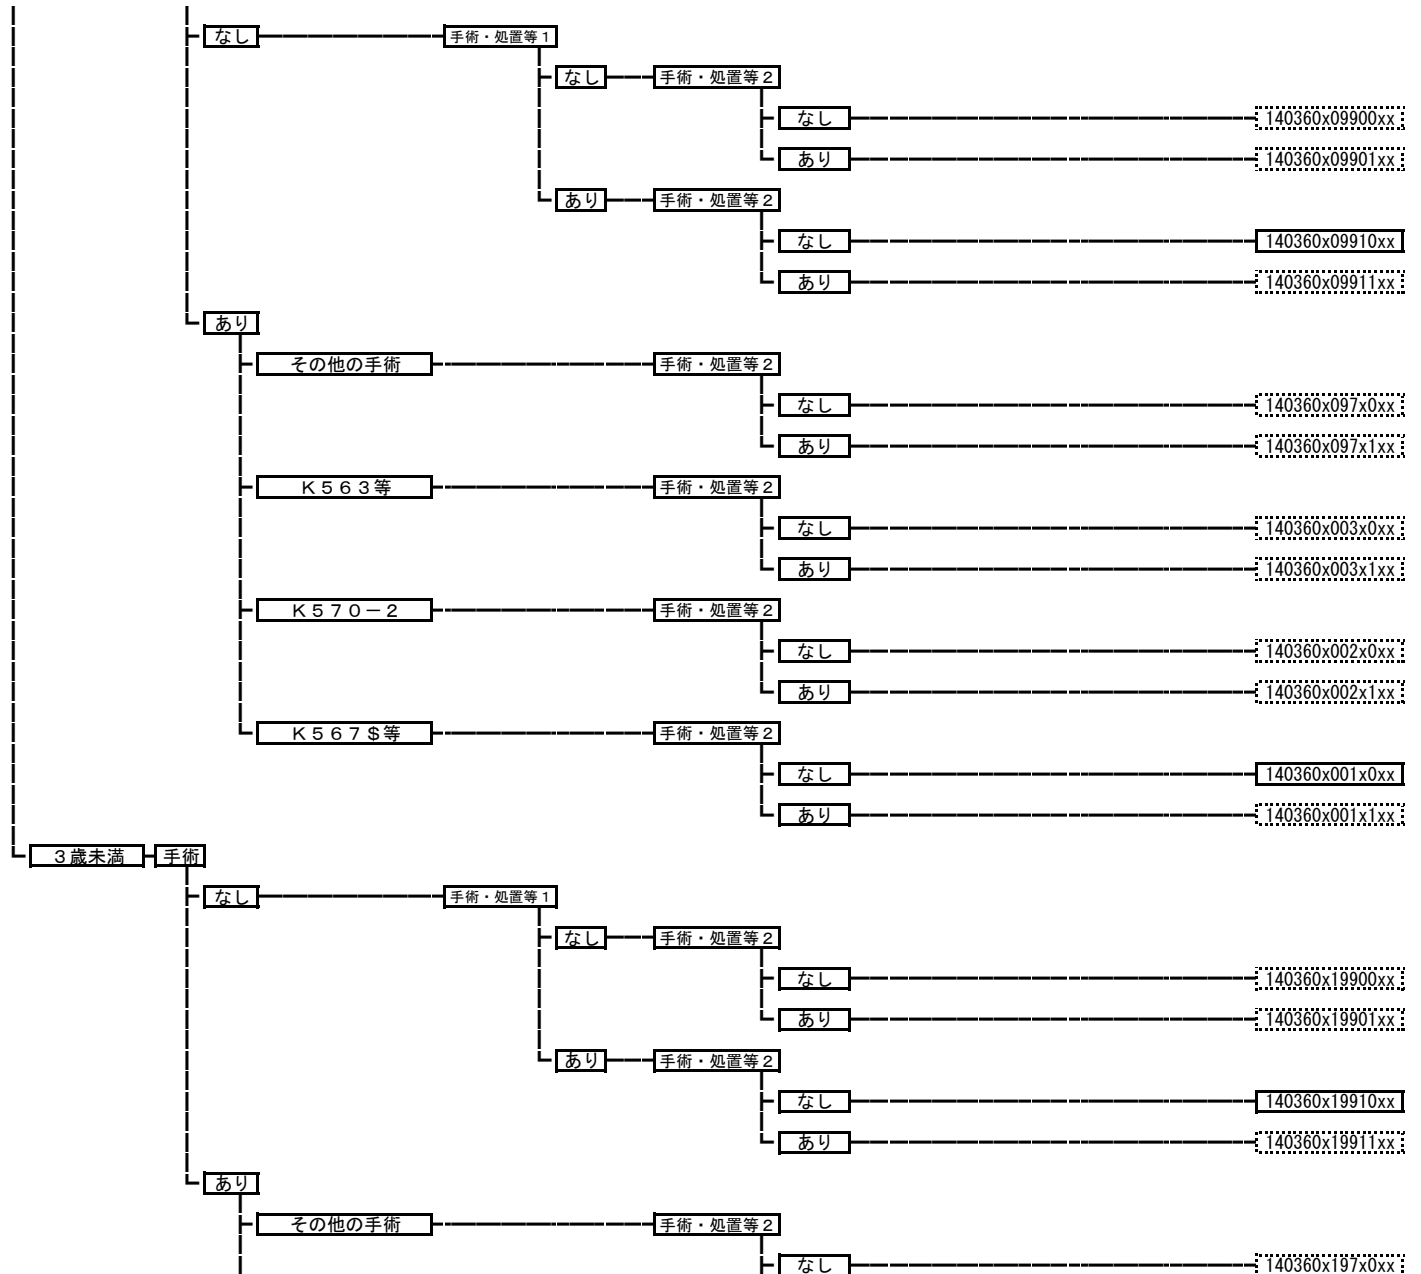 なし 手術・処置等1
なし 手術・処置等2
なし 140360x09900xx
あり 140360x09901xx
あり 手術・処置等2
なし 140360x09910xx
あり 140360x09911xx
あり
その他の手術 手術・処置等2
なし 140360x097x0xx
あり 140360x097x1xx
K563等 手術・処置等2
なし 140360x003x0xx
あり 140360x003x1xx
K570-2 手術・処置等2
なし 140360x002x0xx
あり 140360x002x1xx
K567$等 手術・処置等2
なし 140360x001x0xx
あり 140360x001x1xx
3歳未満 手術
なし 手術・処置等1
なし 手術・処置等2
なし 140360x19900xx
あり 140360x19901xx
あり 手術・処置等2
なし 140360x19910xx
あり 140360x19911xx
あり
その他の手術 手術・処置等2
なし 140360x197x0xx